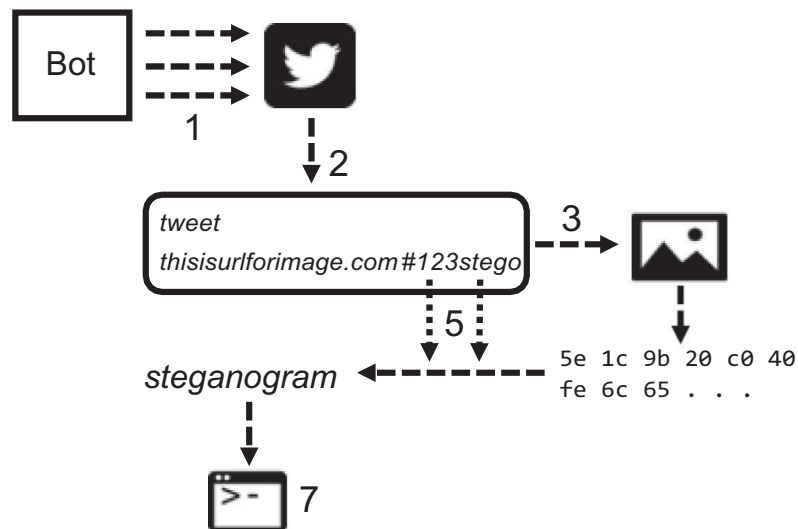 Bot
1
2
tweet
thisisurlforimage.com #123stego
3
5
5e 1c 9b 20 c0 40
fe 6c 65 . . .
steganogram
>-
7